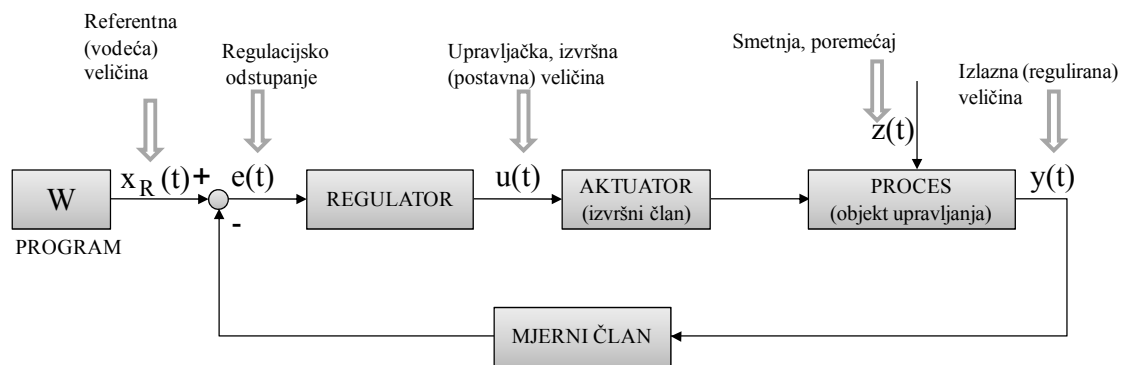 Referentna
(vodeća)
veličina
Regulacijsko
odstupanje
Upravljačka, izvršna
(postavna) veličina
Smetnja, poremećaj
Izlazna (regulirana)
veličina
W
PROGRAM
x_R (t)
+
-
e(t)
REGULATOR
u(t)
AKTUATOR
(izvršni član)
z(t)
PROCES
(objekt upravljanja)
y(t)
MJERNI ČLAN